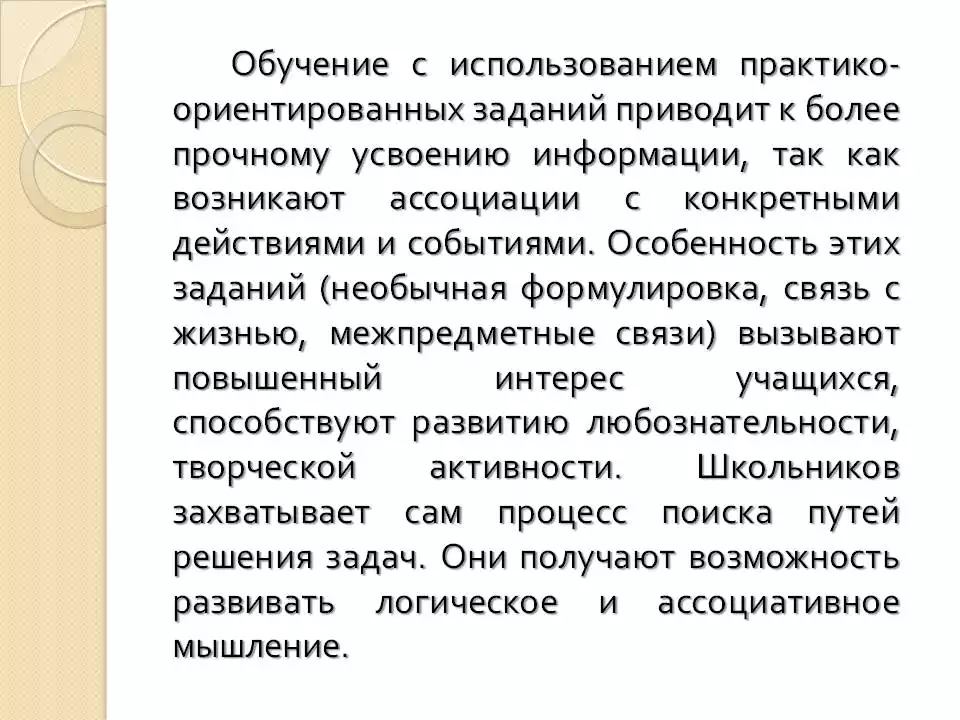 Обучение с использованием практико-
ориентированных заданий приводит к более
прочному усвоению информации, так как
возникают ассоциации с конкретными
действиями и событиями. Особенность этих
заданий (необычная формулировка, связь с
жизнью, межпредметные связи) вызывают
повышенный интерес учащихся,
способствуют развитию любознательности,
творческой активности. Школьников
захватывает сам процесс поиска путей
решения задач. Они получают возможность
развивать логическое и ассоциативное
мышление.